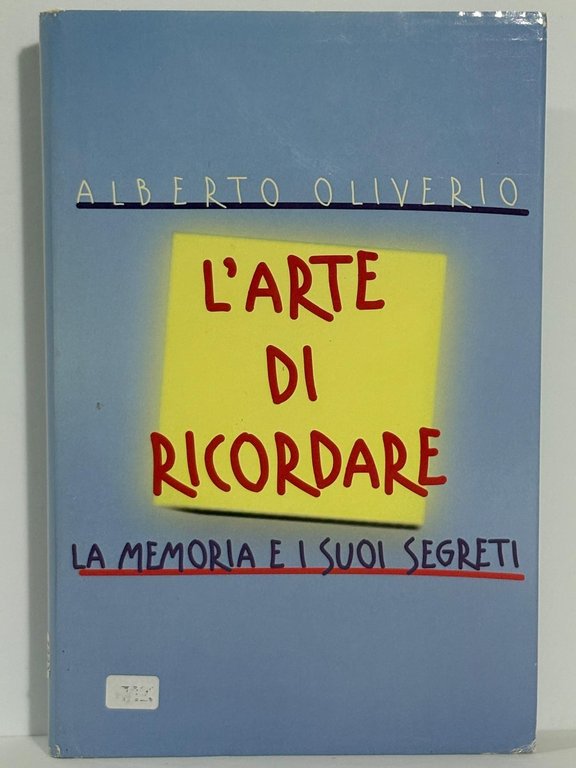 ALBERTO OLIVERIO
L'ARTE
DI
RICORDARE
LA MEMORIA E I SUOI SEGRETI